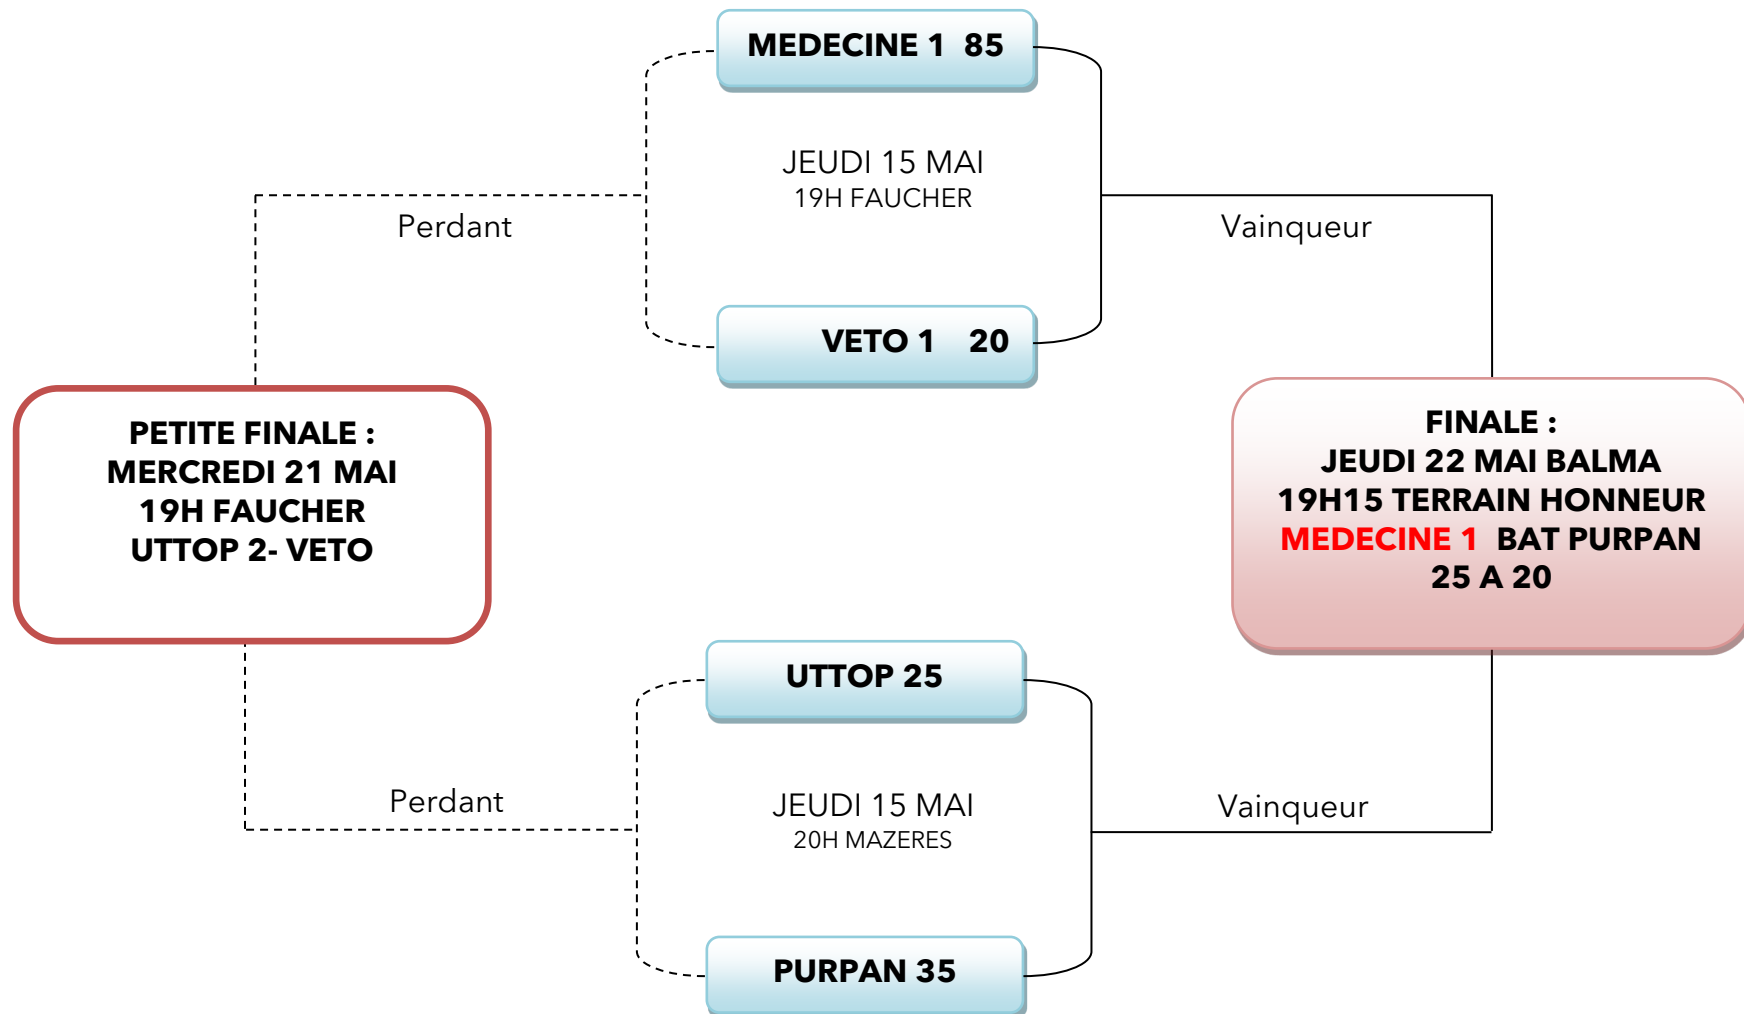 MEDECINE 1 85
JEUDI 15 MAI
19H FAUCHER
Perdant
Vainqueur
VETO 1 20
PETITE FINALE :
MERCREDI 21 MAI
19H FAUCHER
UTTOP 2- VETO
FINALE :
JEUDI 22 MAI BALMA
19H15 TERRAIN HONNEUR
MEDECINE 1 BAT PURPAN
25 A 20
UTTOP 25
Perdant
JEUDI 15 MAI
20H MAZERES
Vainqueur
PURPAN 35